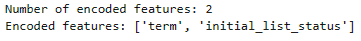 Number of encoded features: 2
Encoded features: ['term', 'initial_list_status']